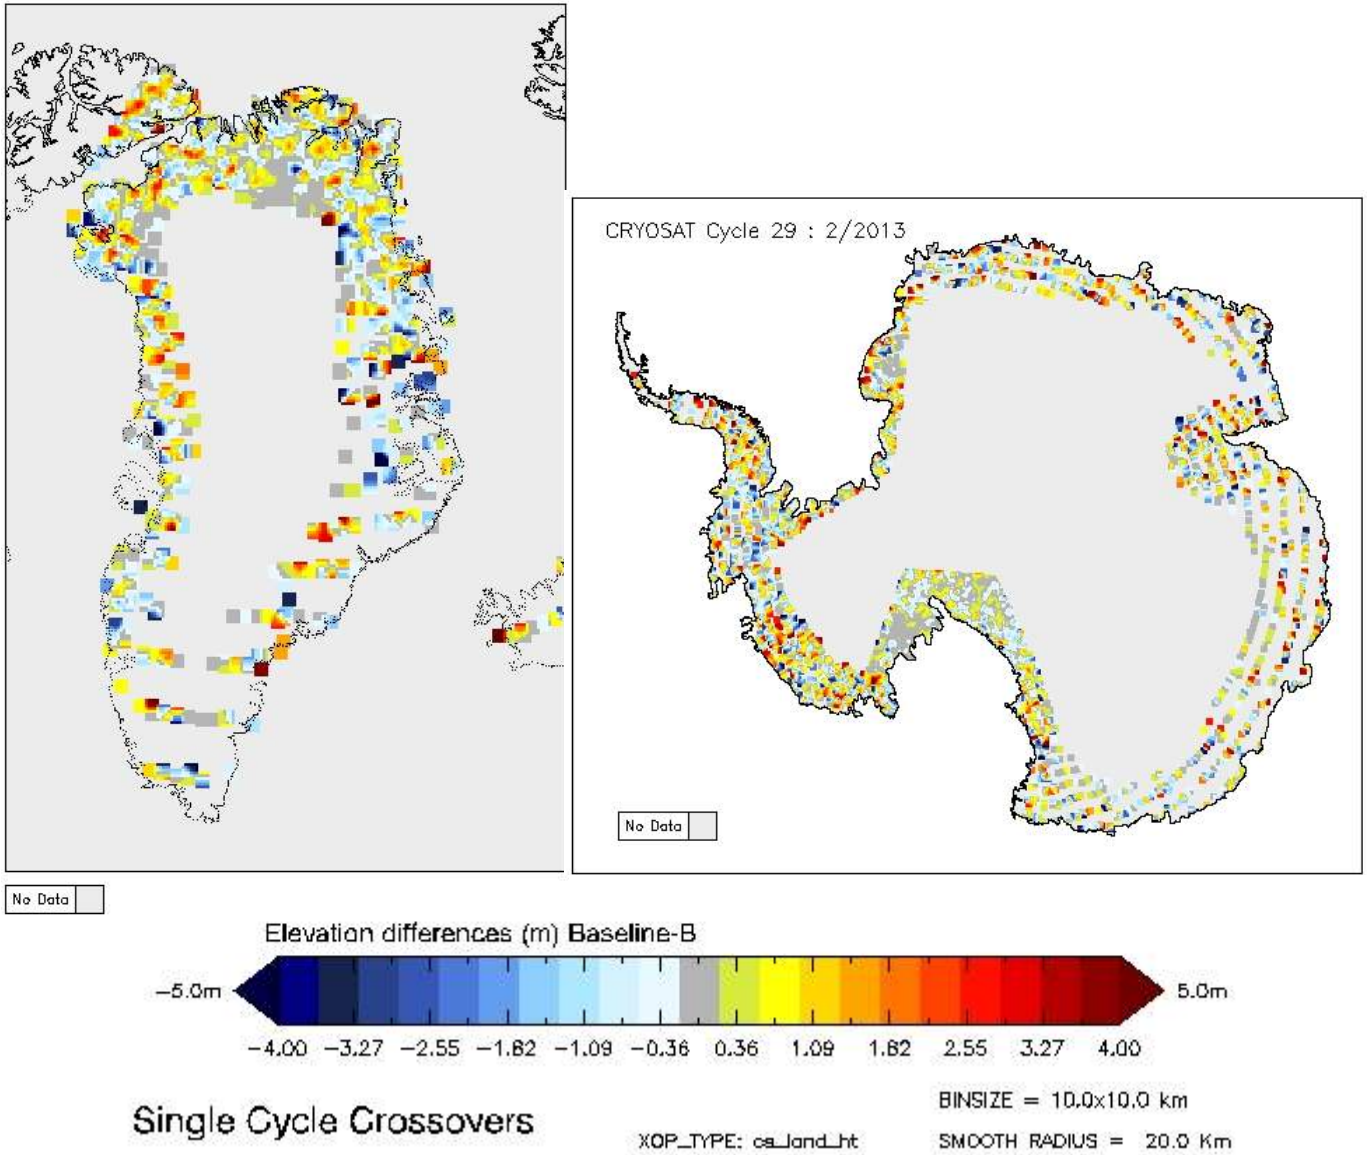 CRYOSAT Cycle 29 : 2/2013
No Data
No Data
Elevation differences (m) Baseline-B
-5.0m
5.0m
-4.00 -3.27 -2.55 -1.82 -1.09 -0.36 0.36 1.09 1.82 2.55 3.27 4.00
BINSIZE = 10.0x10.0 km
Single Cycle Crossovers
XOP_TYPE: cs_land_ht
SMOOTH RADIUS = 20.0 Km